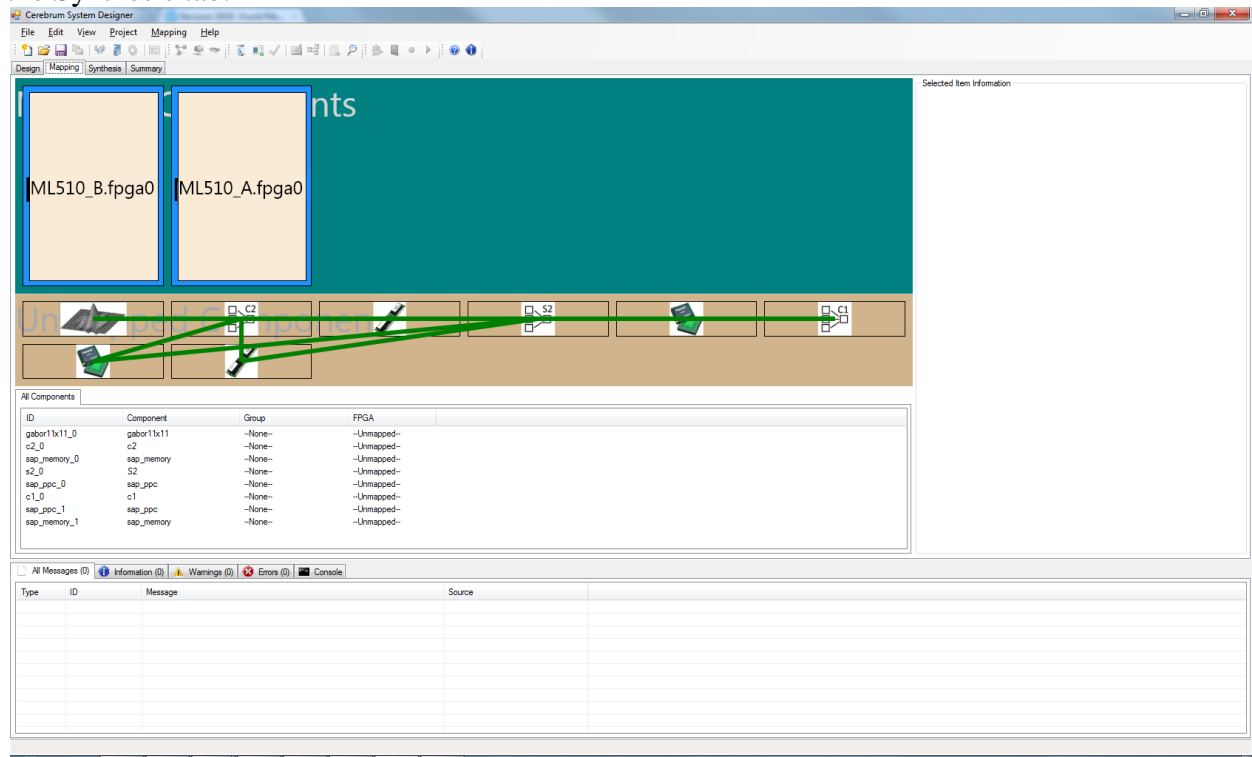 Cerebrum System Designer
File Edit View Project Mapping Help
Design Mapping Synthesis Summary
nts
ML510_B.fpga0 ML510_A.fpga0
Selected Item Information
C2 S2 C1
All Components
ID Component Group FPGA
gabor11x11_0 gabor11x11 --None-- --Unmapped--
c2_0 c2 --None-- --Unmapped--
sap_memory_0 sap_memory --None-- --Unmapped--
s2_0 S2 --None-- --Unmapped--
sap_ppc_0 sap_ppc --None-- --Unmapped--
c1_0 c1 --None-- --Unmapped--
sap_ppc_1 sap_ppc --None-- --Unmapped--
sap_memory_1 sap_memory --None-- --Unmapped--
All Messages (0) Information (0) Warnings (0) Errors (0) Console
Type ID Message Source